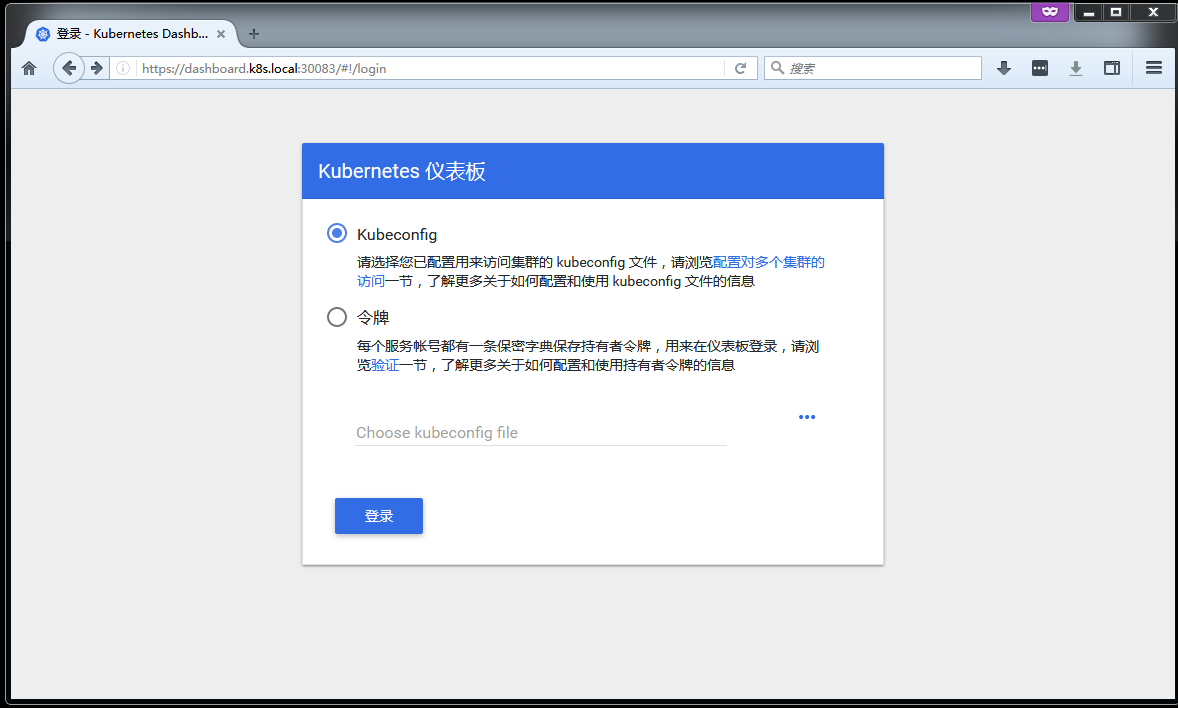 登录 - Kubernetes Dashb...
https://dashboard.k8s.local:30083/#!/login
搜索
Kubernetes 仪表板
Kubeconfig
请选择您已配置用来访问集群的 kubeconfig 文件，请浏览配置对多个集群的
访问一节，了解更多关于如何配置和使用 kubeconfig 文件的信息
令牌
每个服务帐号都有一条保密字典保存持有者令牌，用来在仪表板登录，请浏
览验证一节，了解更多关于如何配置和使用持有者令牌的信息
Choose kubeconfig file
登录